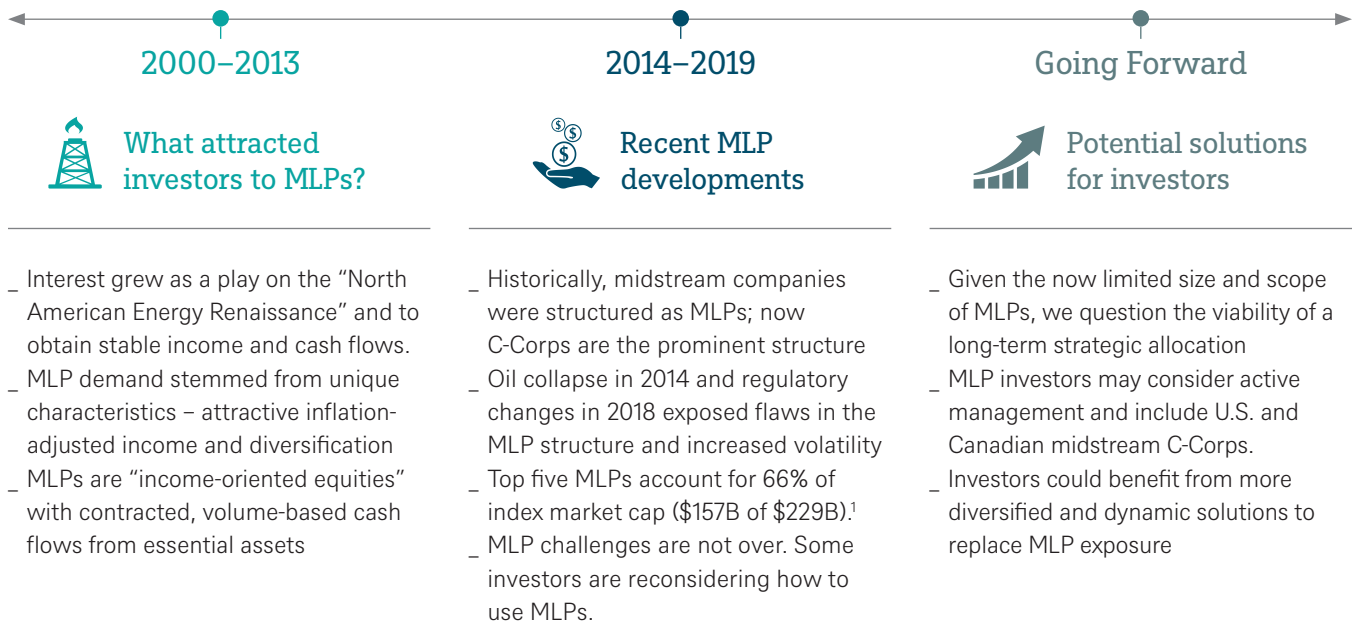 2000–2013
What attracted
investors to MLPs?
_ Interest grew as a play on the “North
American Energy Renaissance” and to
obtain stable income and cash flows.
_ MLP demand stemmed from unique
characteristics – attractive inflation-
adjusted income and diversification
_ MLPs are “income-oriented equities”
with contracted, volume-based cash
flows from essential assets
2014–2019
$
$
$
Recent MLP
developments
_ Historically, midstream companies
were structured as MLPs; now
C-Corps are the prominent structure
_ Oil collapse in 2014 and regulatory
changes in 2018 exposed flaws in the
MLP structure and increased volatility
_ Top five MLPs account for 66% of
index market cap ($157B of $229B).¹
_ MLP challenges are not over. Some
investors are reconsidering how to
use MLPs.
Going Forward
Potential solutions
for investors
_ Given the now limited size and scope
of MLPs, we question the viability of a
long-term strategic allocation
_ MLP investors may consider active
management and include U.S. and
Canadian midstream C-Corps.
_ Investors could benefit from more
diversified and dynamic solutions to
replace MLP exposure